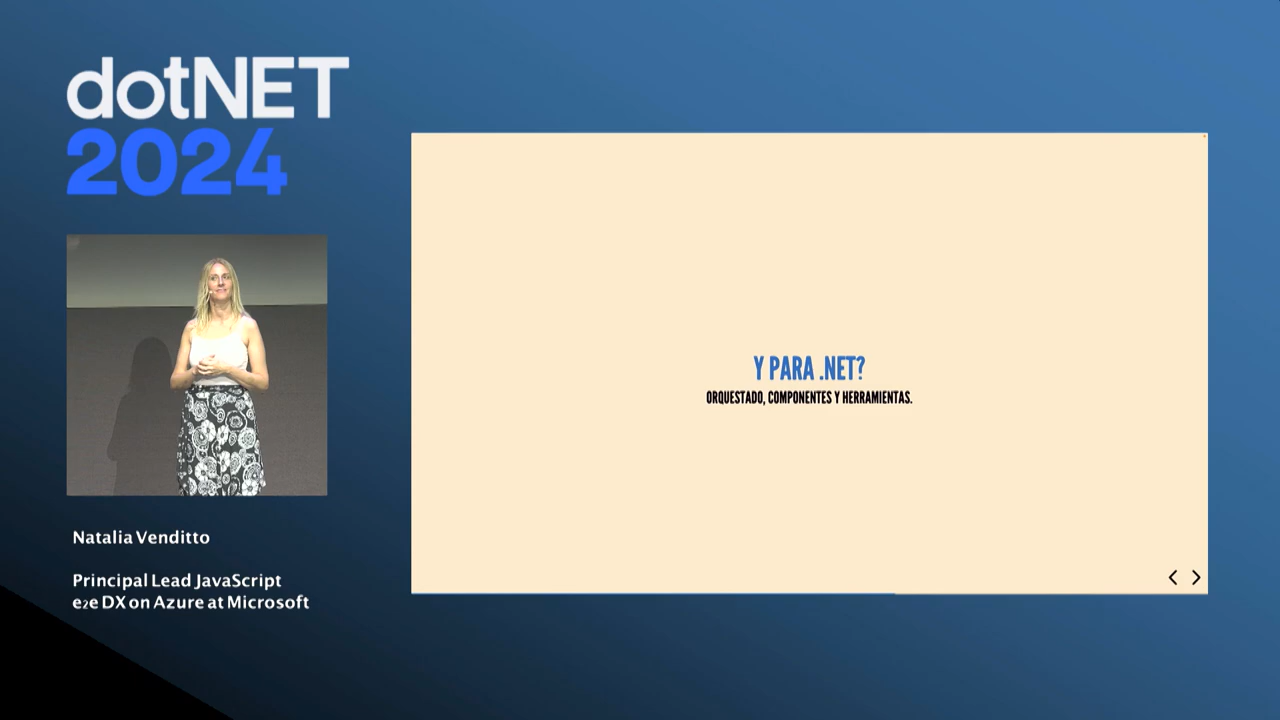 dotNET
2024
Y PARA .NET?
ORQUESTADO, COMPONENTES Y HERRAMIENTAS.
Natalia Venditto
Principal Lead JavaScript
e2e DX on Azure at Microsoft